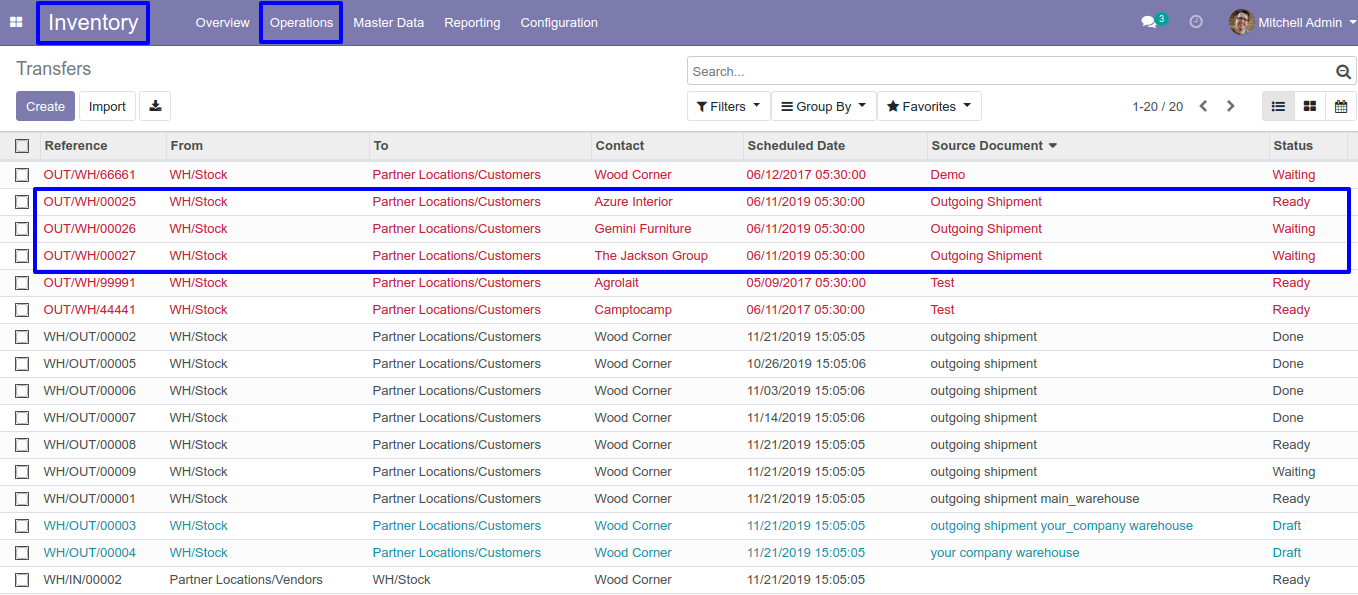 Inventory Overview Operations Master Data Reporting Configuration 3 Mitchell Admin
Transfers
Search...
Create Import Filters Group By Favorites 1-20 / 20
Reference From To Contact Scheduled Date Source Document Status
OUT/WH/66661 WH/Stock Partner Locations/Customers Wood Corner 06/12/2017 05:30:00 Demo Waiting
OUT/WH/00025 WH/Stock Partner Locations/Customers Azure Interior 06/11/2019 05:30:00 Outgoing Shipment Ready
OUT/WH/00026 WH/Stock Partner Locations/Customers Gemini Furniture 06/11/2019 05:30:00 Outgoing Shipment Waiting
OUT/WH/00027 WH/Stock Partner Locations/Customers The Jackson Group 06/11/2019 05:30:00 Outgoing Shipment Waiting
OUT/WH/99991 WH/Stock Partner Locations/Customers Agrolait 05/09/2017 05:30:00 Test Ready
OUT/WH/44441 WH/Stock Partner Locations/Customers Camptocamp 06/11/2017 05:30:00 Test Ready
WH/OUT/00002 WH/Stock Partner Locations/Customers Wood Corner 11/21/2019 15:05:05 outgoing shipment Done
WH/OUT/00005 WH/Stock Partner Locations/Customers Wood Corner 10/26/2019 15:05:06 outgoing shipment Done
WH/OUT/00006 WH/Stock Partner Locations/Customers Wood Corner 11/03/2019 15:05:06 outgoing shipment Done
WH/OUT/00007 WH/Stock Partner Locations/Customers Wood Corner 11/14/2019 15:05:06 outgoing shipment Done
WH/OUT/00008 WH/Stock Partner Locations/Customers Wood Corner 11/21/2019 15:05:05 outgoing shipment Ready
WH/OUT/00009 WH/Stock Partner Locations/Customers Wood Corner 11/21/2019 15:05:05 outgoing shipment Waiting
WH/OUT/00001 WH/Stock Partner Locations/Customers Wood Corner 11/21/2019 15:05:05 outgoing shipment main_warehouse Ready
WH/OUT/00003 WH/Stock Partner Locations/Customers Wood Corner 11/21/2019 15:05:05 outgoing shipment your_company warehouse Draft
WH/OUT/00004 WH/Stock Partner Locations/Customers Wood Corner 11/21/2019 15:05:05 your company warehouse Draft
WH/IN/00002 Partner Locations/Vendors WH/Stock Wood Corner 11/21/2019 15:05:05 Ready